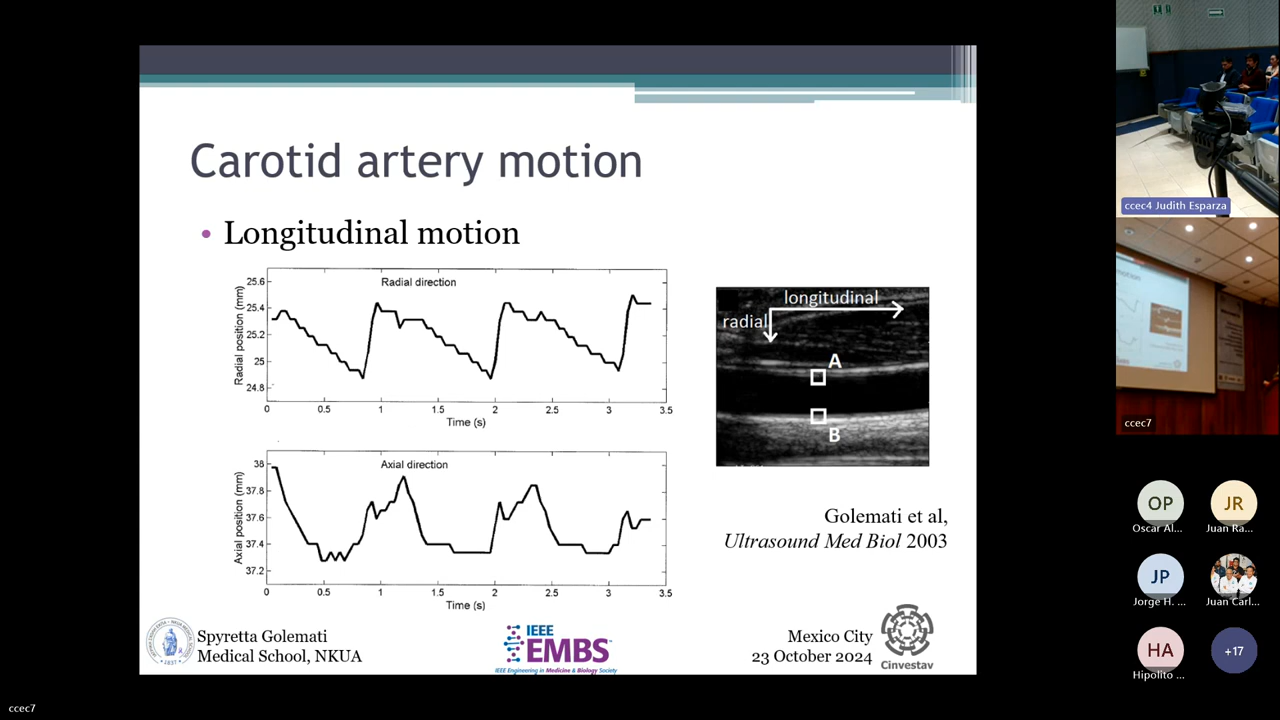 Carotid artery motion
• Longitudinal motion
Radial direction
Radial position (mm)
25.6
25.4
25.2
25
24.8
0 0.5 1 1.5 2 2.5 3 3.5
Time (s)
Axial direction
Axial position (mm)
38
37.8
37.6
37.4
37.2
0 0.5 1 1.5 2 2.5 3 3.5
Time (s)
longitudinal
radial
A
B
Golemati et al,
Ultrasound Med Biol 2003
Spyretta Golemati
Medical School, NKUA
IEEE
EMBS
IEEE Engineering in Medicine & Biology Society
Mexico City
23 October 2024
Cinvestav
1837
ccec4 Judith Esparza
ccec7
OP
Oscar Al...
JR
Juan Ra...
JP
Jorge H. ...
Juan Carl...
HA
Hipolito ...
+17
ccec7